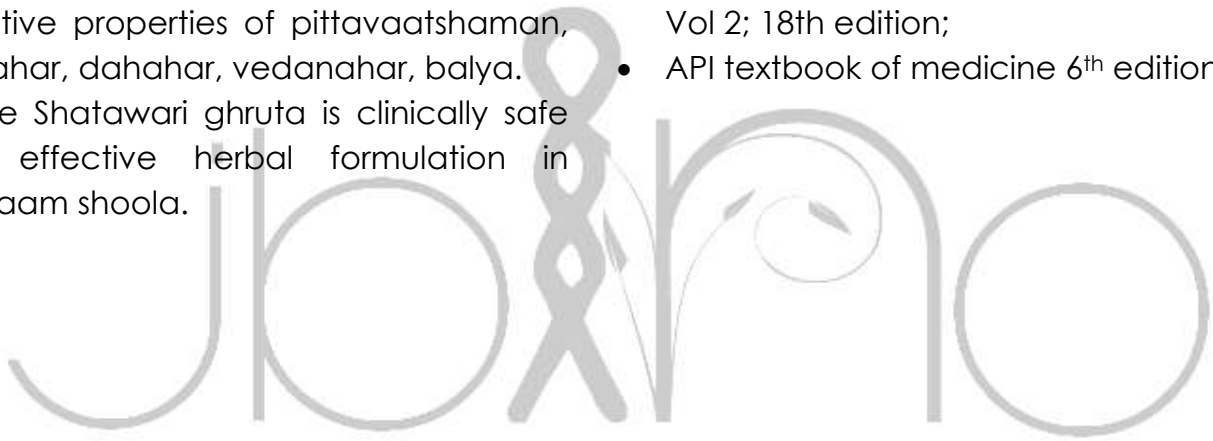 tive properties of pittavaatshaman,
ahar, dahahar, vedanahar, balya.
e Shatawari ghruta is clinically safe
effective herbal formulation in
aam shoola.
Vol 2; 18th edition;
• API textbook of medicine 6th edition
jbino